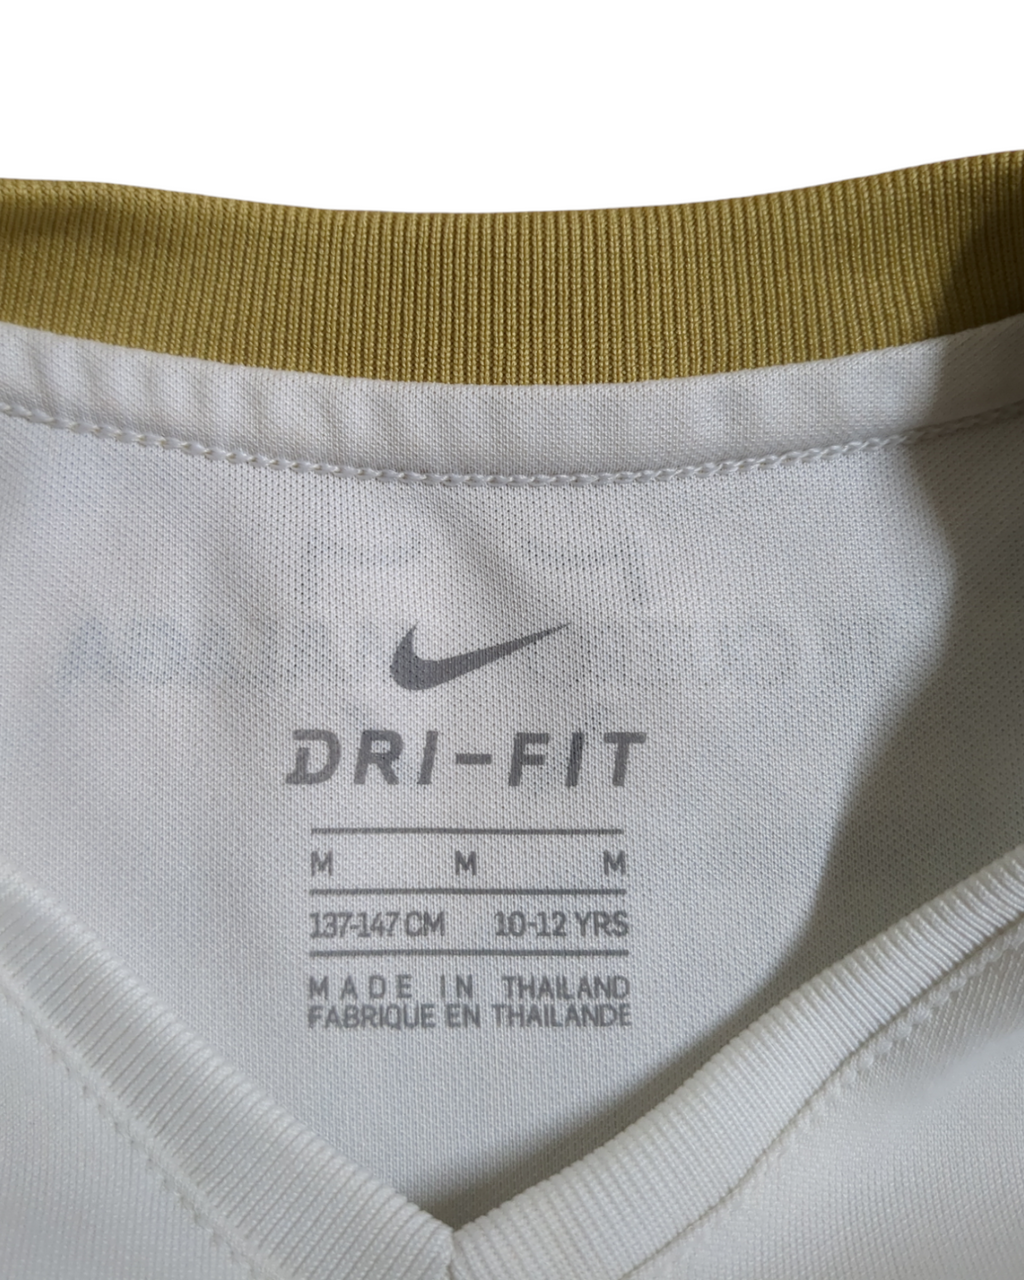 DRI-FIT
M M M
137-147 CM 10-12 YRS
MADE IN THAILAND
FABRIQUE EN THAILANDE